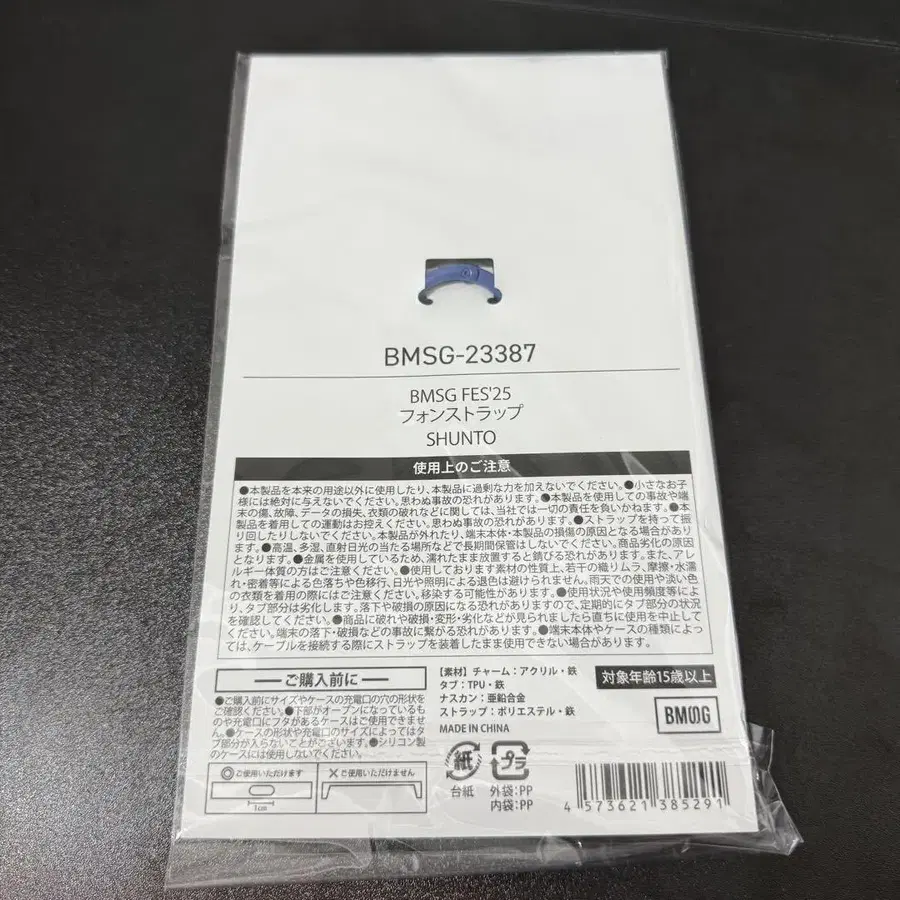 BMSG-23387
BMSG FES'25
フォンストラップ
SHUNTO
使用上のご注意
●本製品を本来の用途以外に使用したり、本製品に過剰な力を加えないでください。●小さなお子
様には絶対に与えないでください。思わぬ事故の恐れがあります。●本製品を使用しての事故や端
末の傷、故障、データの損失、衣類の破れなどに関しては、当社では一切の責任を負いかねます。●本
製品を着用しての運動はお控えください。思わぬ事故の恐れがあります。●ストラップを持って振
り回したりしないでください。本製品が外れたり、端末本体・本製品の損傷の原因となる場合があり
ます。●高温、多湿、直射日光の当たる場所などで長期間保管はしないでください。商品劣化の原因
となります。●金属を使用しているため、濡れたまま放置すると錆びる恐れがあります。また、アレ
ルギー体質の方はご注意ください。●使用しております素材の性質上、若干の織りムラ、摩擦・水濡
れ・密着等による色落ちや色移行、日光や照明による退色は避けられません。雨天での使用や淡い色
の衣類を着用の際にはご注意ください。移染する可能性があります。●使用状況や使用頻度等によ
り、タブ部分は劣化します。落下や破損の原因になる恐れがありますので、定期的にタブ部分の状況
を確認してください。●商品に破れや破損・変形・劣化などが見られましたら直ちに使用を中止して
ください。端末の落下・破損などの事故に繋がる恐れがあります。●端末本体やケースの種類によっ
ては、ケーブルを接続する際にストラップを装着したまま使用できない場合があります。
ご購入前に
●ご購入前にサイズやケースの充電口の穴の形状を
ご確認ください。●下部がオープンになっているも
のや充電口にフタがあるケースはご使用できませ
ん。●ケースの形状や充電口のサイズによってはタ
ブ部分が入らないことがございます。●シリコン製
のケースには使用しないでください。
◎ご使用いただけます
1cm
×ご使用いただけません
【素材】チャーム：アクリル・鉄
タブ：TPU・鉄
ナスカン：亜鉛合金
ストラップ：ポリエステル・鉄
MADE IN CHINA
対象年齢15歳以上
BMSG
紙
台紙
プラ
外袋:PP
内袋:PP
4 573621 385291